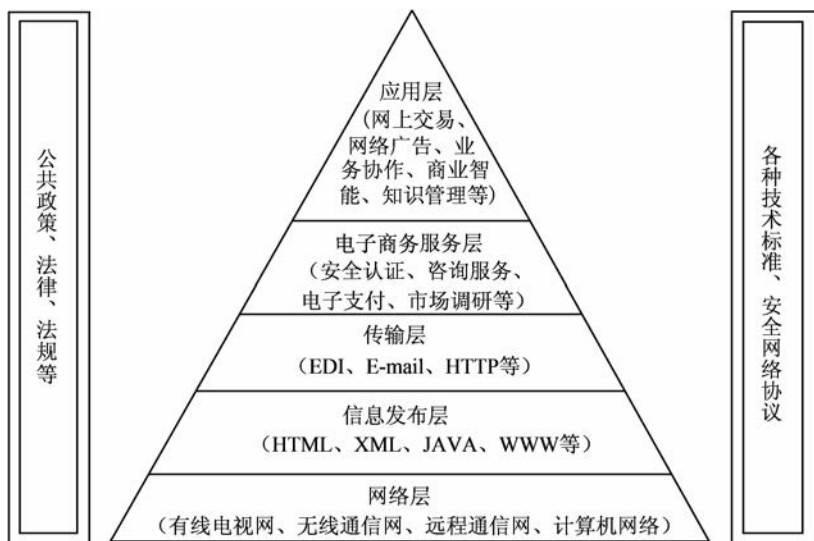 公共政策、法律、法规等
应用层
(网上交易、
网络广告、业
务协作、商业智
能、知识管理等)
电子商务服务层
（安全认证、咨询服务、
电子支付、市场调研等）
传输层
（EDI、E-mail、HTTP等）
信息发布层
（HTML、XML、JAVA、WWW等）
网络层
（有线电视网、无线通信网、远程通信网、计算机网络）
各种技术标准、安全网络协议